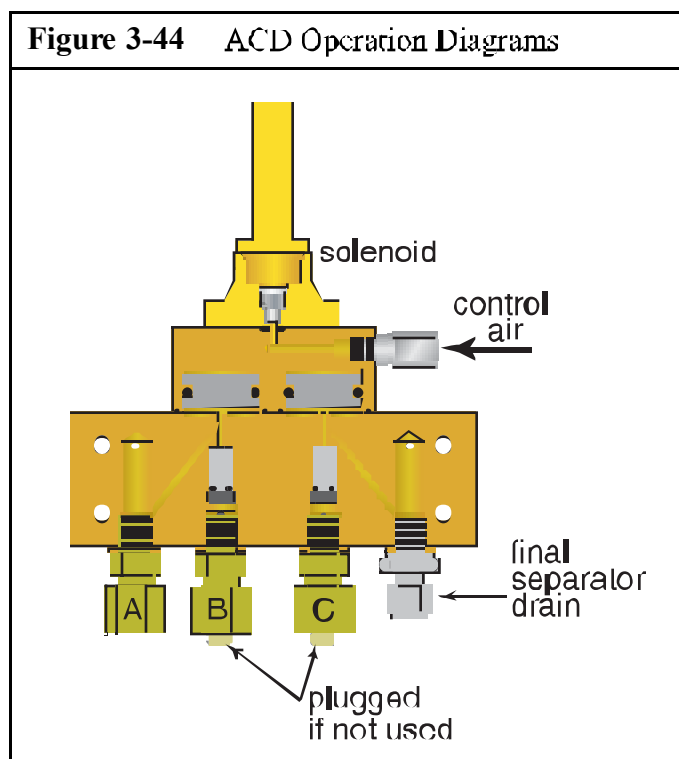 Figure 3-44 ACD Operation Diagrams
solenoid
control
air
A B C
final
separator
drain
plugged
if not used